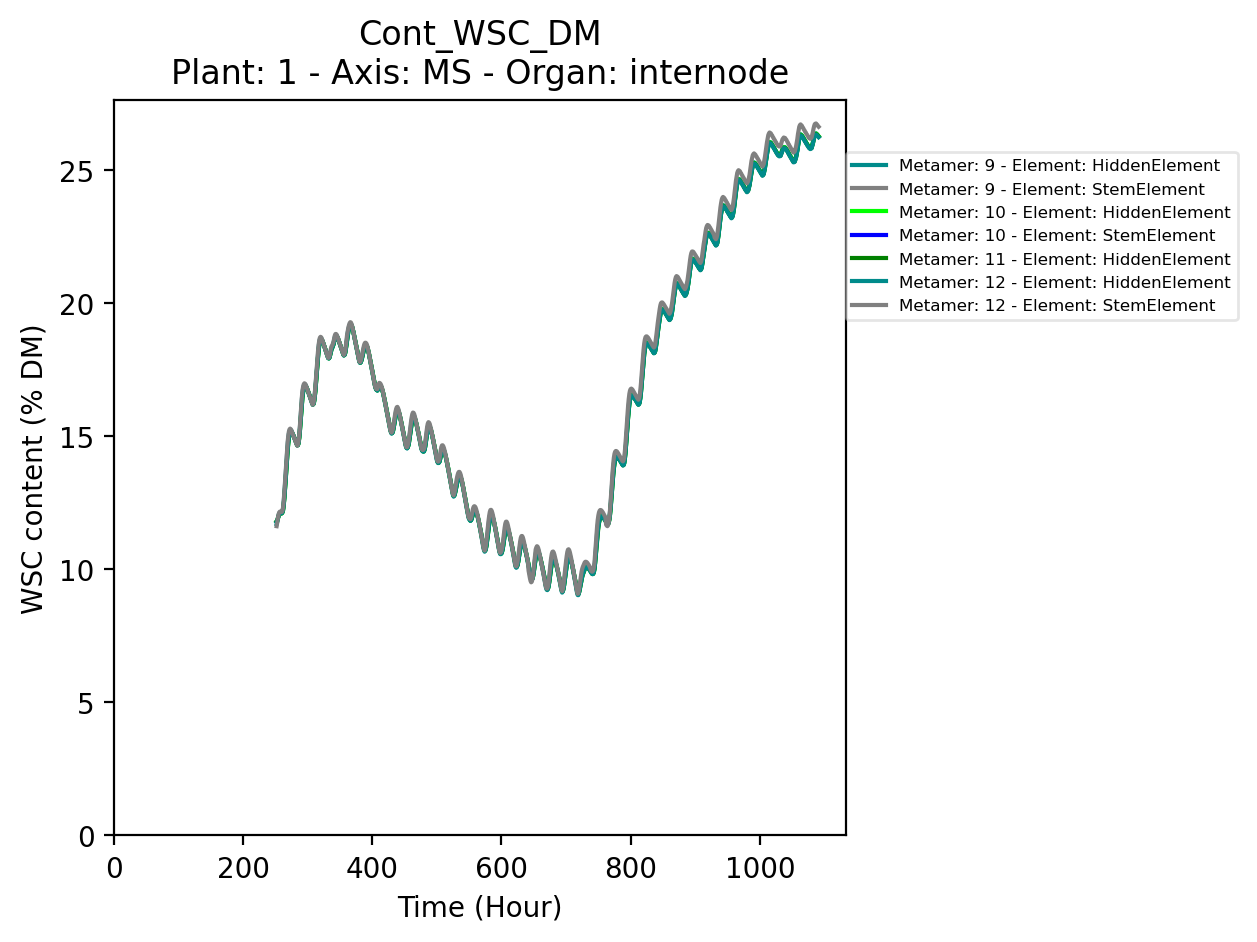 Cont_WSC_DM
Plant: 1 - Axis: MS - Organ: internode
WSC content (% DM)
25
20
15
10
5
0
0 200 400 600 800 1000
Time (Hour)
Metamer: 9 - Element: HiddenElement
Metamer: 9 - Element: StemElement
Metamer: 10 - Element: HiddenElement
Metamer: 10 - Element: StemElement
Metamer: 11 - Element: HiddenElement
Metamer: 12 - Element: HiddenElement
Metamer: 12 - Element: StemElement